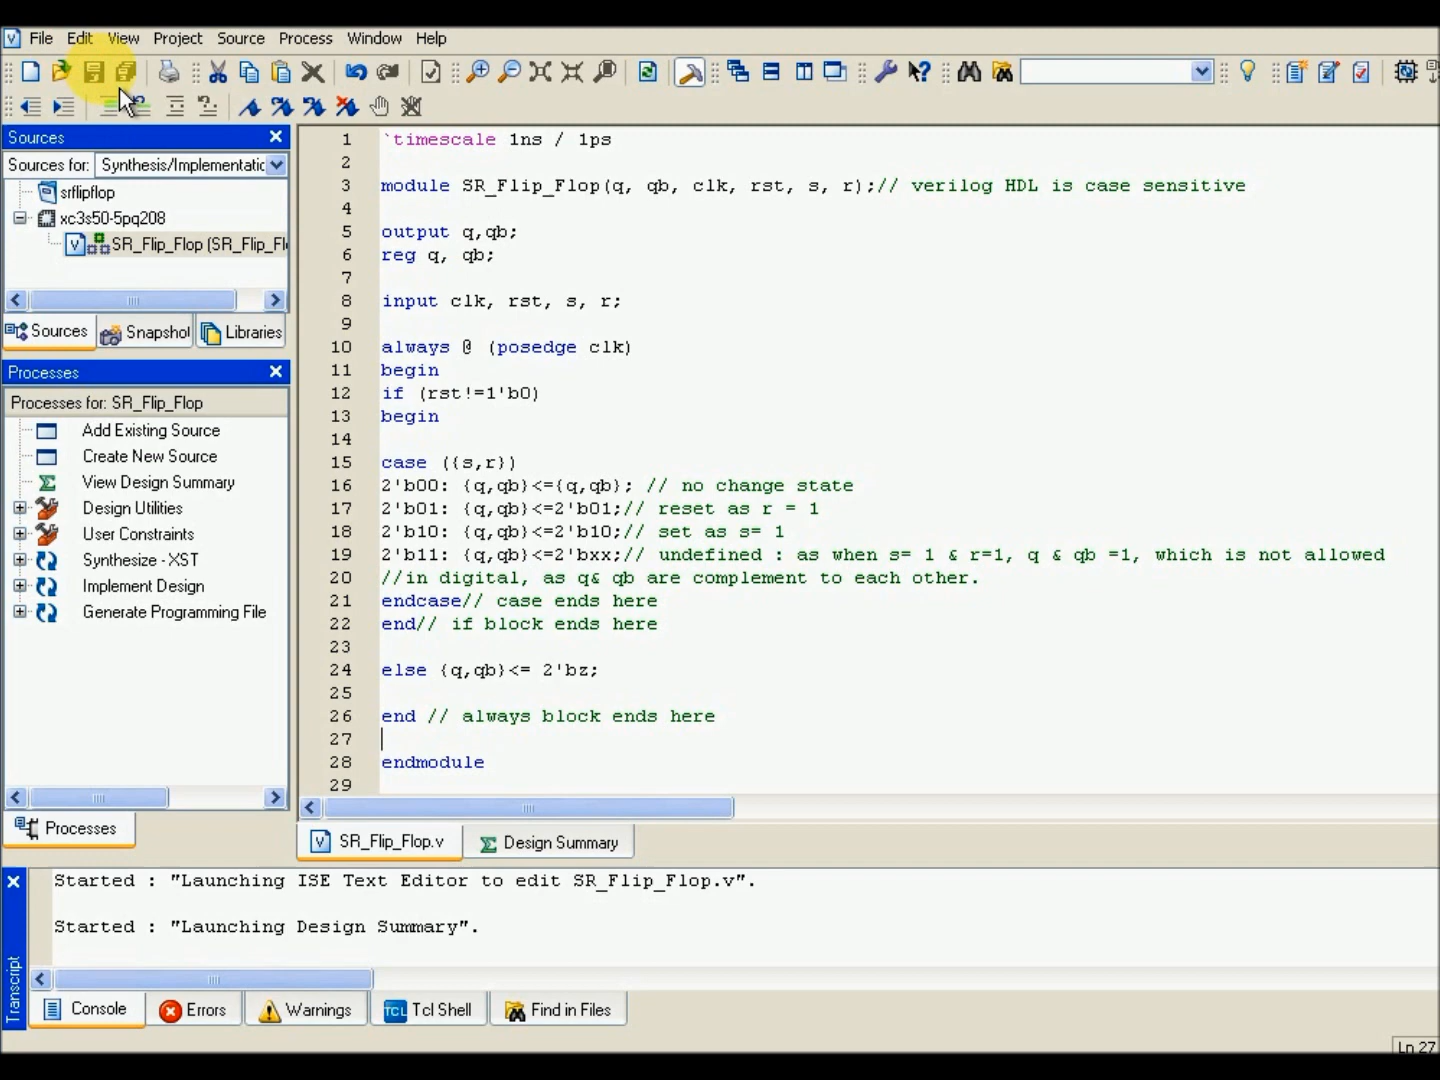 File Edit View Project Source Process Window Help
Sources
Sources for: Synthesis/Implementatic
srflipflop
xc3s50-5pq208
SR_Flip_Flop (SR_Flip_Fl
Sources Snapshot Libraries
Processes
Processes for: SR_Flip_Flop
Add Existing Source
Create New Source
View Design Summary
Design Utilities
User Constraints
Synthesize - XST
Implement Design
Generate Programming File
Processes
1 `timescale 1ns / 1ps
2
3 module SR_Flip_Flop(q, qb, clk, rst, s, r);// verilog HDL is case sensitive
4
5 output q,qb;
6 reg q, qb;
7
8 input clk, rst, s, r;
9
10 always @ (posedge clk)
11 begin
12 if (rst!=1'b0)
13 begin
14
15 case ({s,r})
16 2'b00: {q,qb}<={q,qb}; // no change state
17 2'b01: {q,qb}<=2'b01;// reset as r = 1
18 2'b10: {q,qb}<=2'b10;// set as s= 1
19 2'b11: {q,qb}<=2'bxx;// undefined : as when s= 1 & r=1, q & qb =1, which is not allowed
20 //in digital, as q& qb are complement to each other.
21 endcase// case ends here
22 end// if block ends here
23
24 else {q,qb}<= 2'bz;
25
26 end // always block ends here
27
28 endmodule
29
SR_Flip_Flop.v Design Summary
Started : "Launching ISE Text Editor to edit SR_Flip_Flop.v".
Started : "Launching Design Summary".
Transcript
Console Errors Warnings TCL Tcl Shell Find in Files
Ln 27